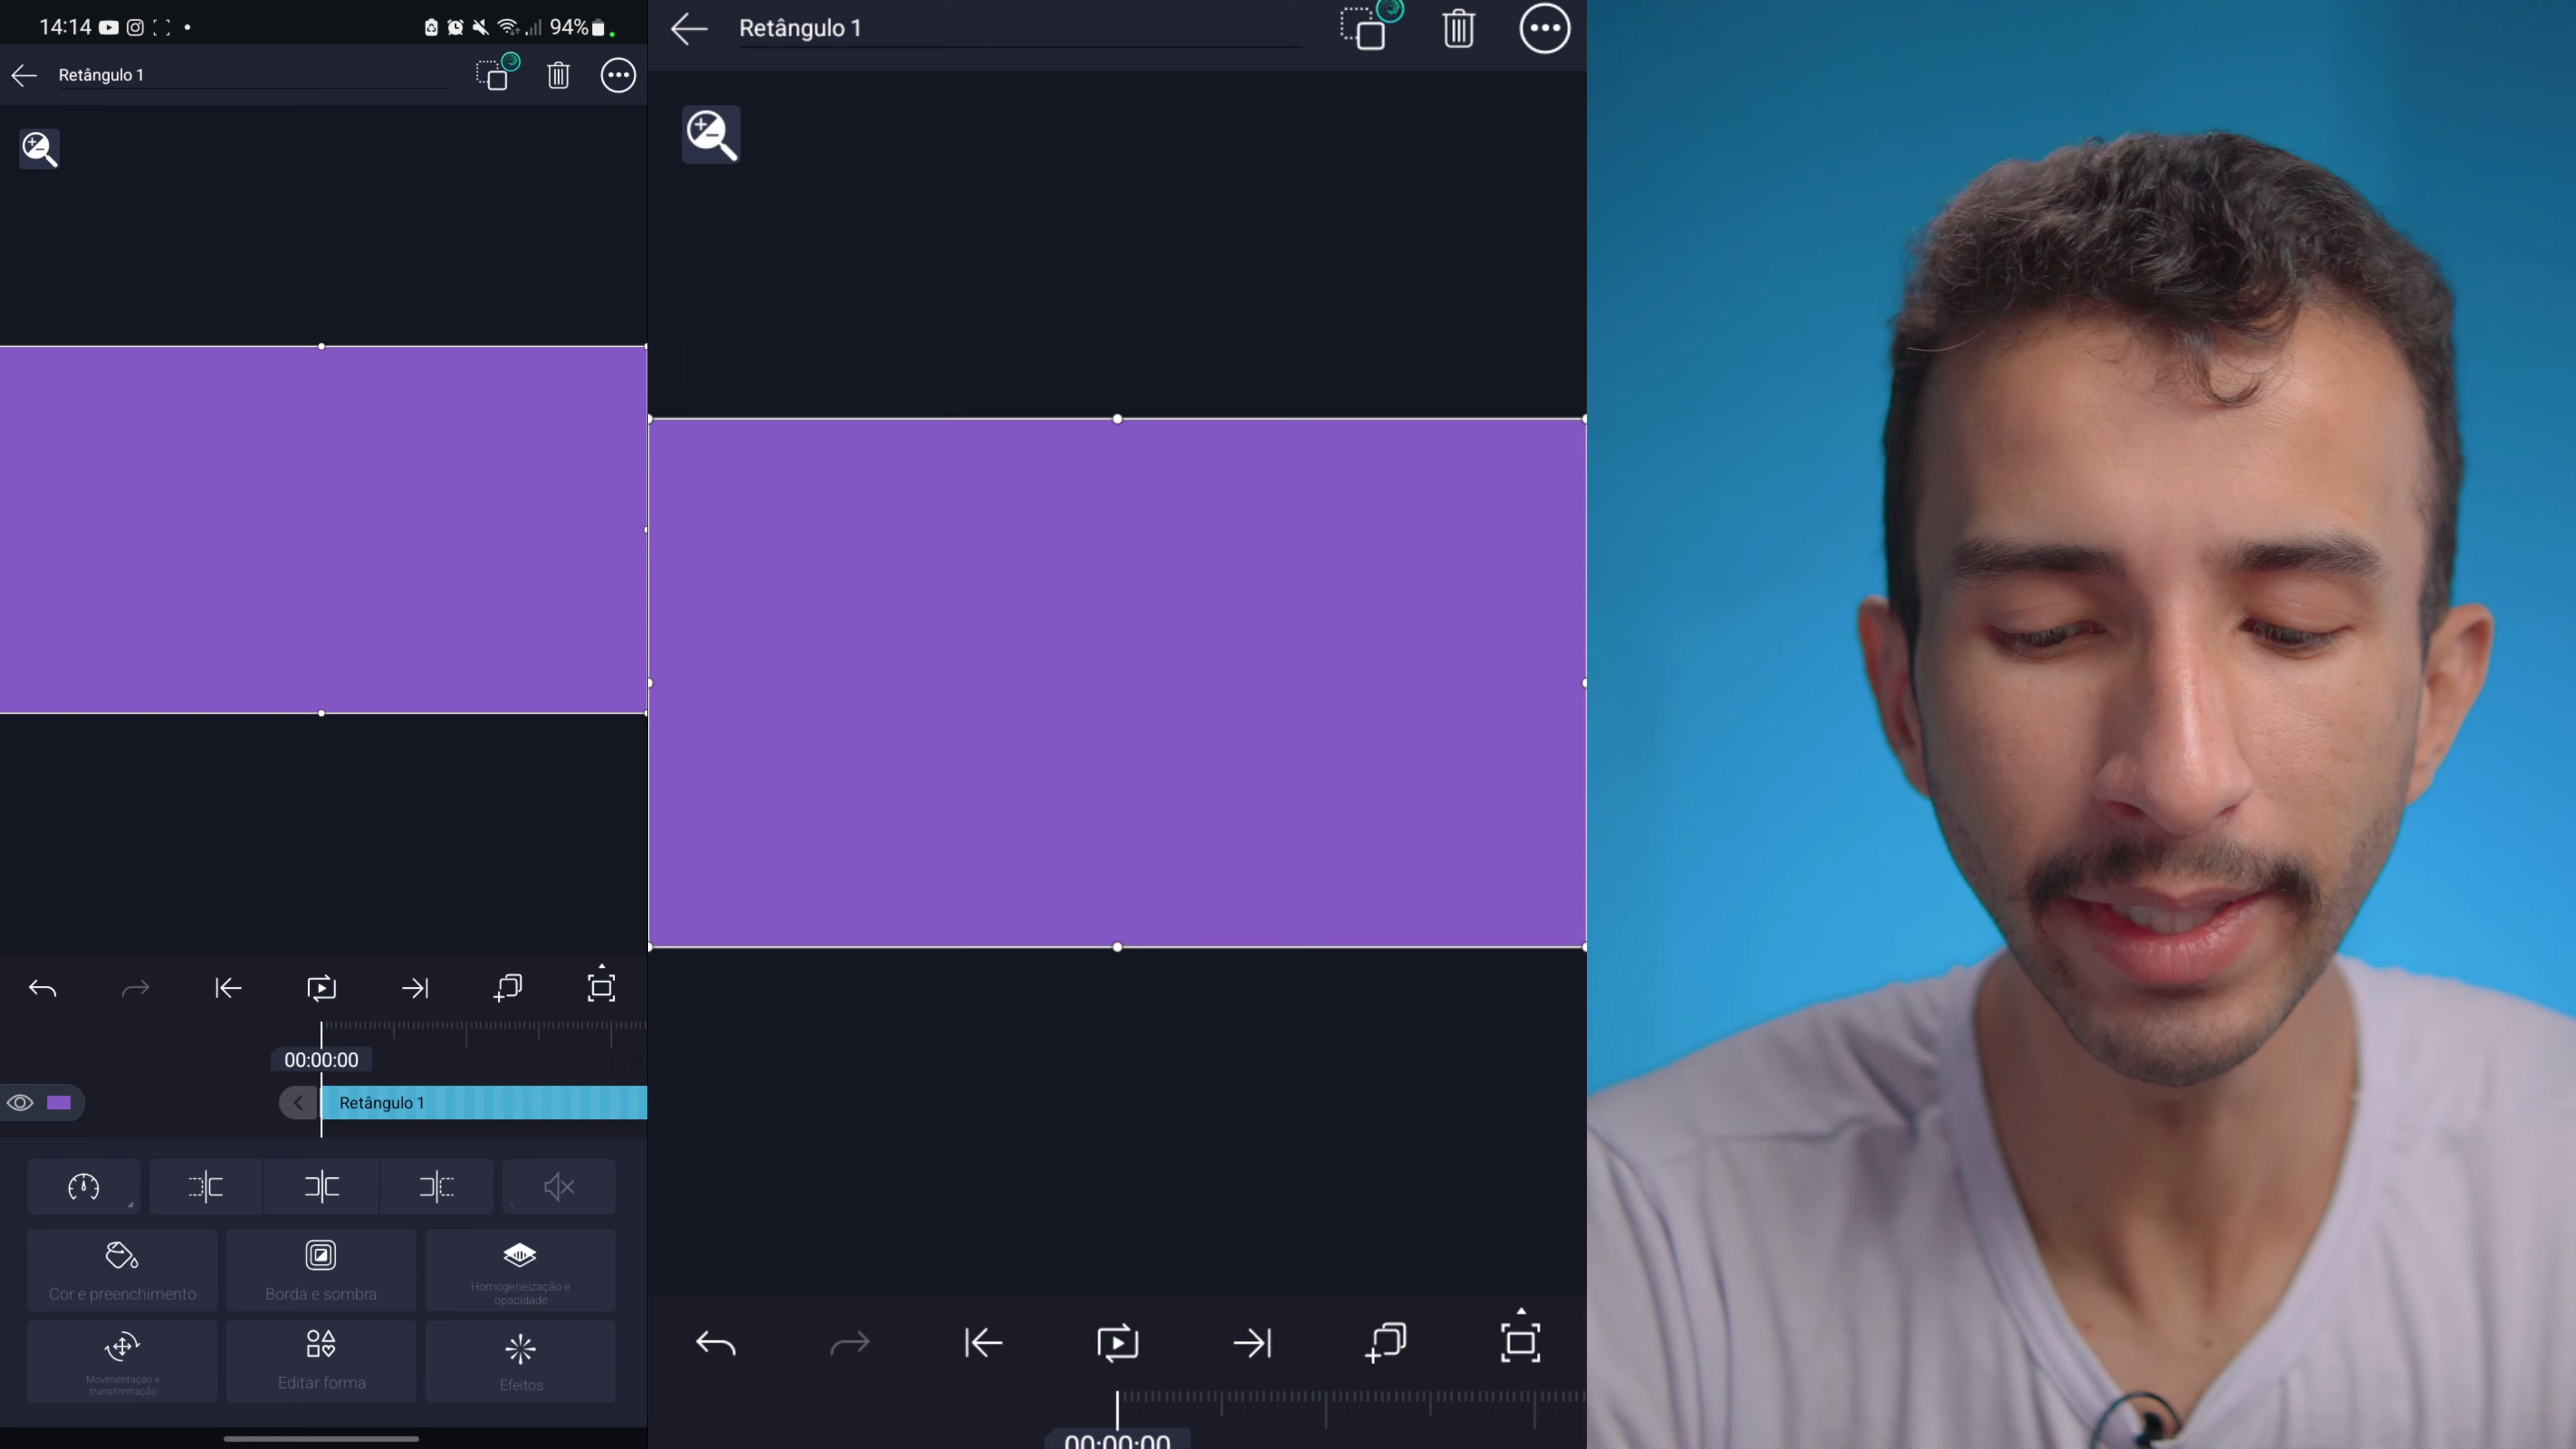 14:14
94%
Retângulo 1
00:00:00
Retângulo 1
Cor e preenchimento
Borda e sombra
Homogeneização e
opacidade
Movimentação e
transformação
Editar forma
Efeitos
Retângulo 1
00:00:00